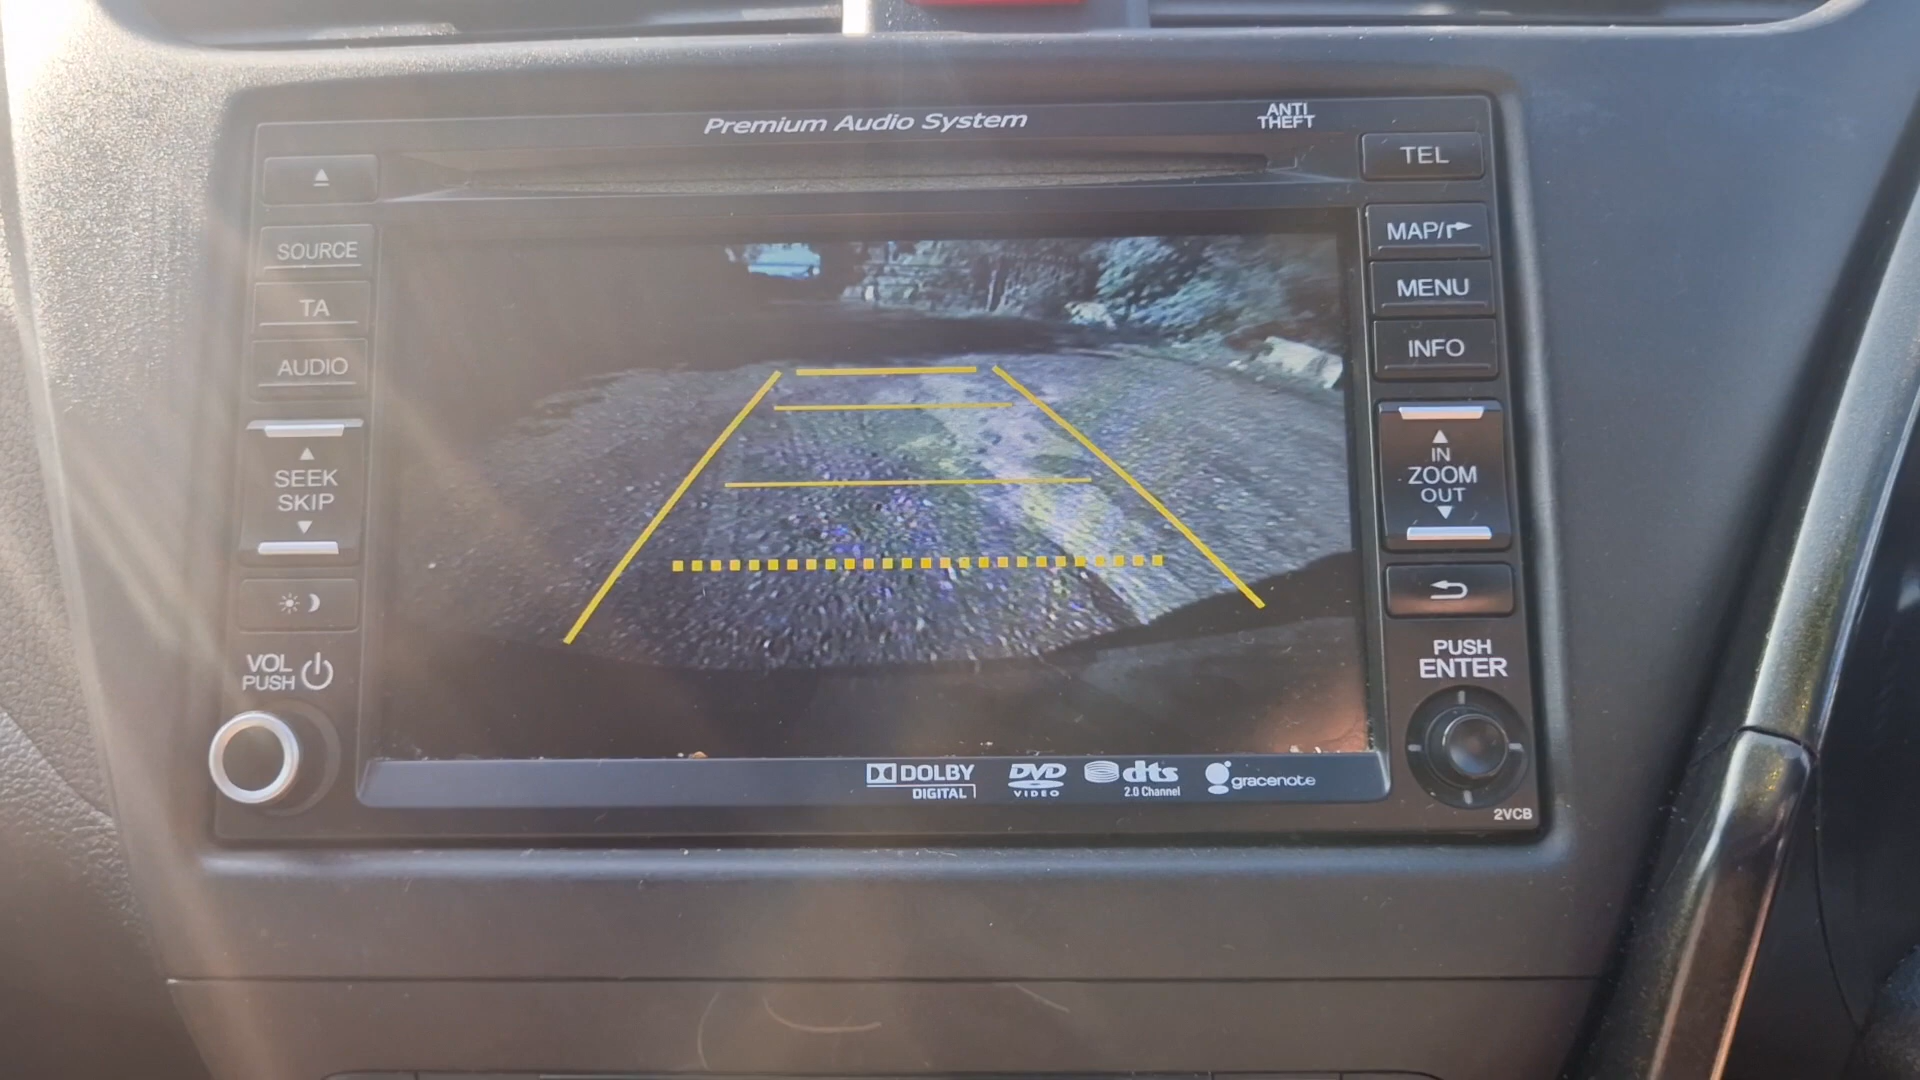 Premium Audio System
ANTI
THEFT
TEL
SOURCE
MAP/
TA
MENU
AUDIO
INFO
SEEK
SKIP
IN
ZOOM
OUT
VOL
PUSH
PUSH
ENTER
DOLBY
DIGITAL
DVD
VIDEO
dts
2.0 Channel
gracenote
2VCB